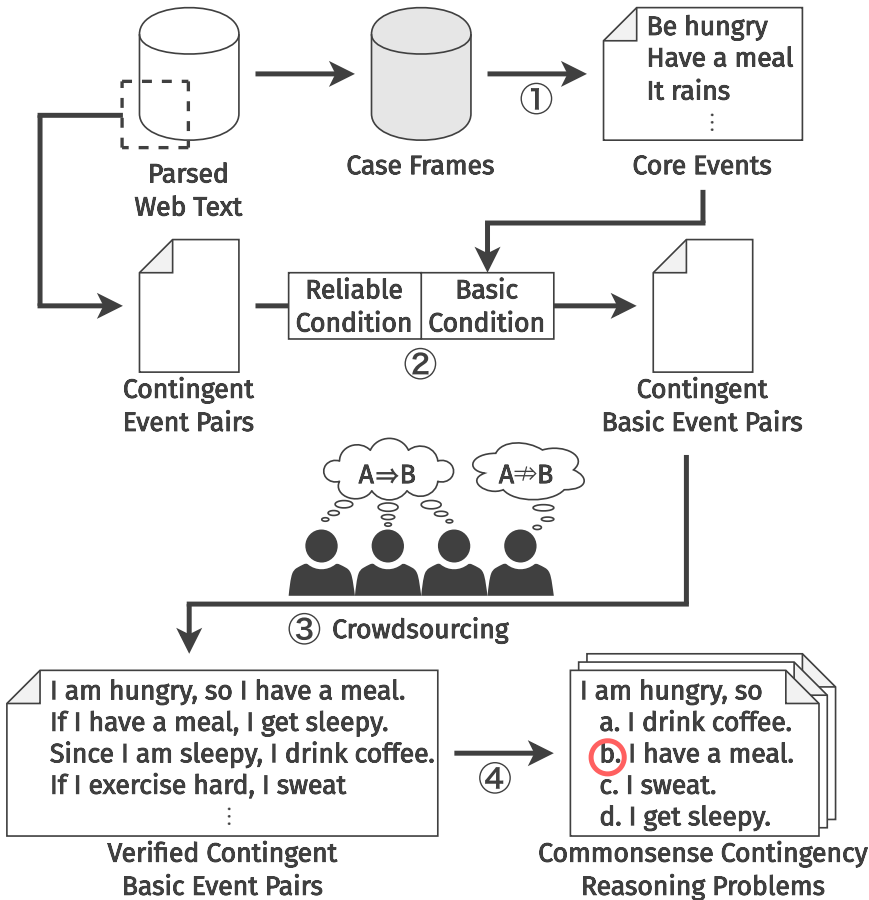 Be hungry
Have a meal
It rains
⋮
①
Parsed
Web Text
Case Frames
Core Events
Reliable
Condition
Basic
Condition
②
Contingent
Event Pairs
Contingent
Basic Event Pairs
A⇒B
A⇏B
③ Crowdsourcing
I am hungry, so I have a meal.
If I have a meal, I get sleepy.
Since I am sleepy, I drink coffee.
If I exercise hard, I sweat
⋮
④
I am hungry, so
a. I drink coffee.
b. I have a meal.
c. I sweat.
d. I get sleepy.
Verified Contingent
Basic Event Pairs
Commonsense Contingency
Reasoning Problems